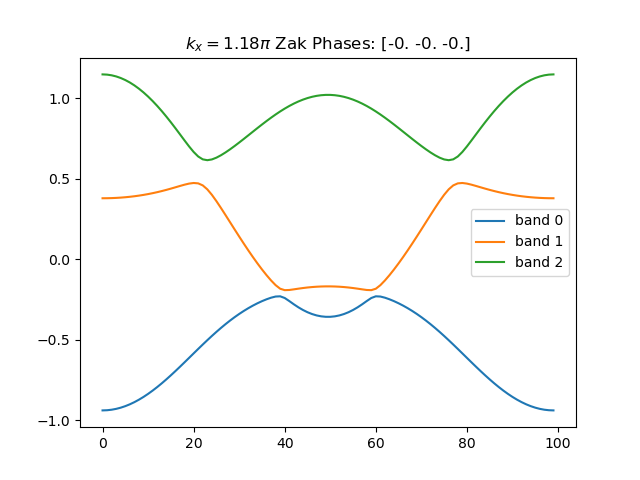 k_x = 1.18π Zak Phases: [-0. -0. -0.]
1.0
0.5
0.0
−0.5
−1.0
band 0
band 1
band 2
0 20 40 60 80 100